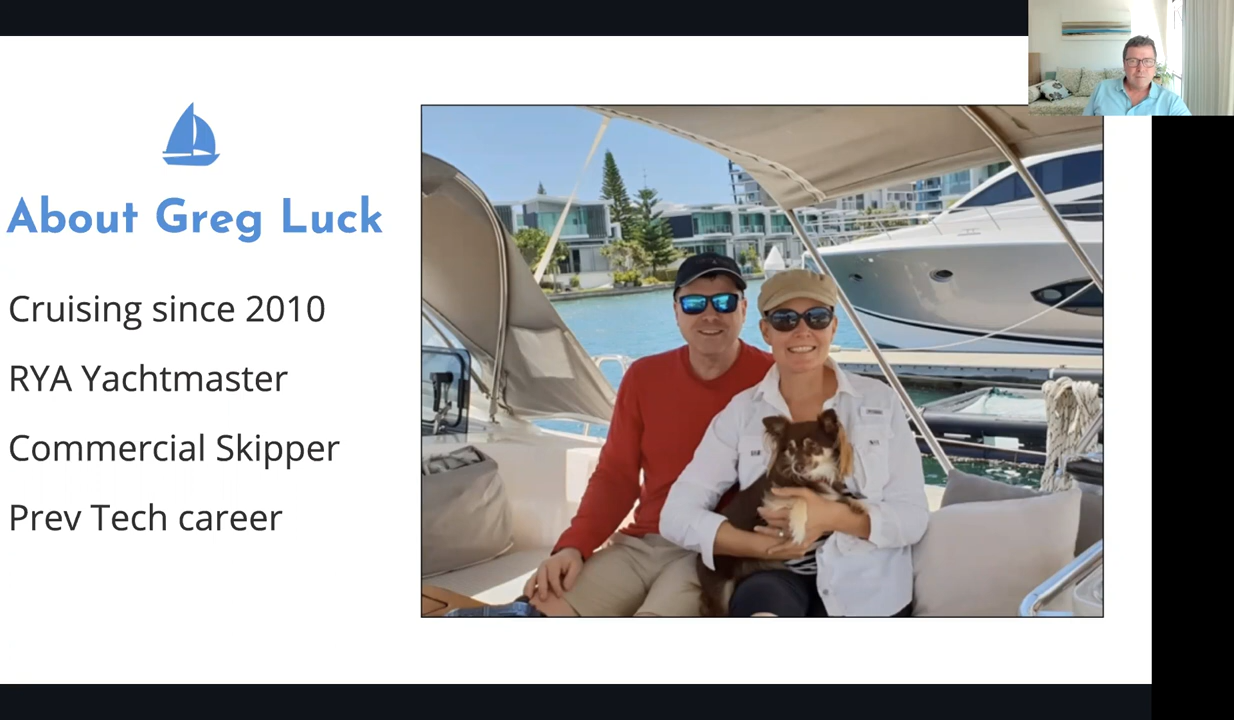 About Greg Luck
Cruising since 2010
RYA Yachtmaster
Commercial Skipper
Prev Tech career